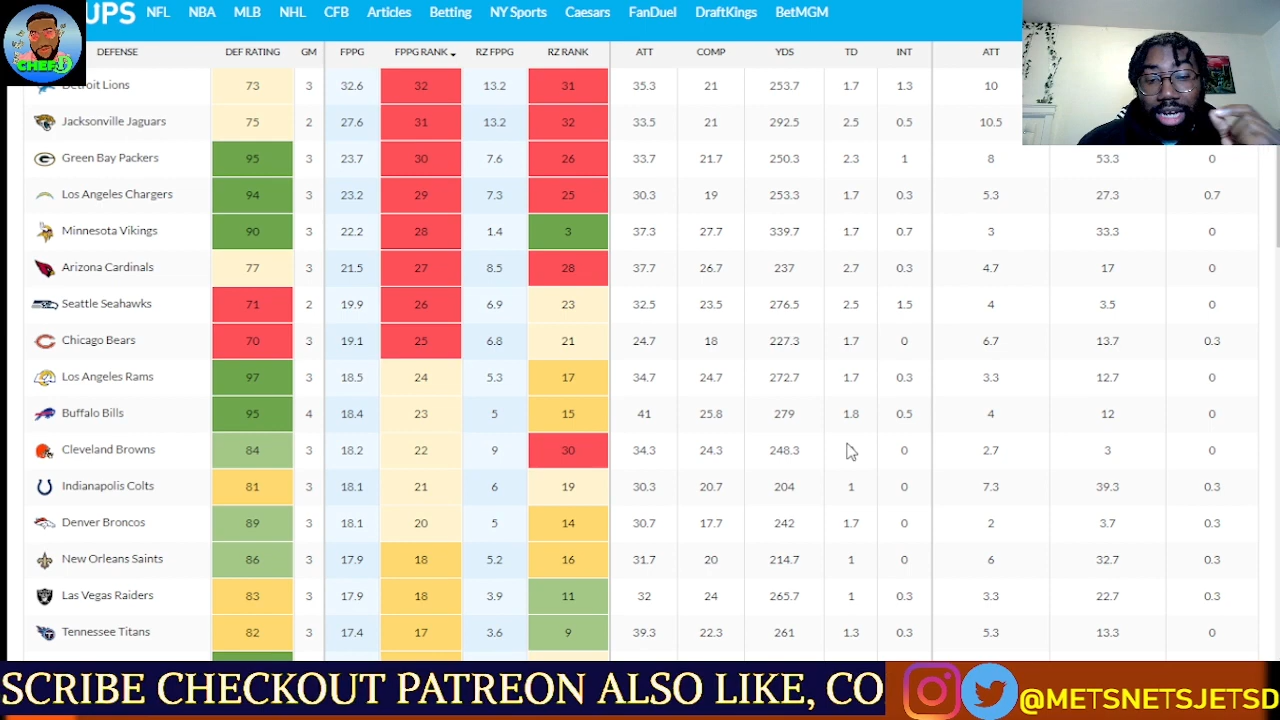 UPS NFL NBA MLB NHL CFB Articles Betting NY Sports Caesars FanDuel DraftKings BetMGM
CHEF
DEFENSE DEF RATING GM FPPG FPPG RANK RZ FPPG RZ RANK ATT COMP YDS TD INT ATT
Detroit Lions 73 3 32.6 32 13.2 31 35.3 21 253.7 1.7 1.3 10
Jacksonville Jaguars 75 2 27.6 31 13.2 32 33.5 21 292.5 2.5 0.5 10.5
Green Bay Packers 95 3 23.7 30 7.6 26 33.7 21.7 250.3 2.3 1 8 53.3 0
Los Angeles Chargers 94 3 23.2 29 7.3 25 30.3 19 253.3 1.7 0.3 5.3 27.3 0.7
Minnesota Vikings 90 3 22.2 28 1.4 3 37.3 27.7 339.7 1.7 0.7 3 33.3 0
Arizona Cardinals 77 3 21.5 27 8.5 28 37.7 26.7 237 2.7 0.3 4.7 17 0
Seattle Seahawks 71 2 19.9 26 6.9 23 32.5 23.5 276.5 2.5 1.5 4 3.5 0
Chicago Bears 70 3 19.1 25 6.8 21 24.7 18 227.3 1.7 0 6.7 13.7 0.3
Los Angeles Rams 97 3 18.5 24 5.3 17 34.7 24.7 272.7 1.7 0.3 3.3 12.7 0
Buffalo Bills 95 4 18.4 23 5 15 41 25.8 279 1.8 0.5 4 12 0
Cleveland Browns 84 3 18.2 22 9 30 34.3 24.3 248.3 0 2.7 3 0
Indianapolis Colts 81 3 18.1 21 6 19 30.3 20.7 204 1 0 7.3 39.3 0.3
Denver Broncos 89 3 18.1 20 5 14 30.7 17.7 242 1.7 0 2 3.7 0.3
New Orleans Saints 86 3 17.9 18 5.2 16 31.7 20 214.7 1 0 6 32.7 0.3
Las Vegas Raiders 83 3 17.9 18 3.9 11 32 24 265.7 1 0.3 3.3 22.7 0.3
Tennessee Titans 82 3 17.4 17 3.6 9 39.3 22.3 261 1.3 0.3 5.3 13.3 0
SCRIBE CHECKOUT PATREON ALSO LIKE, CO @METSNETSJETSD